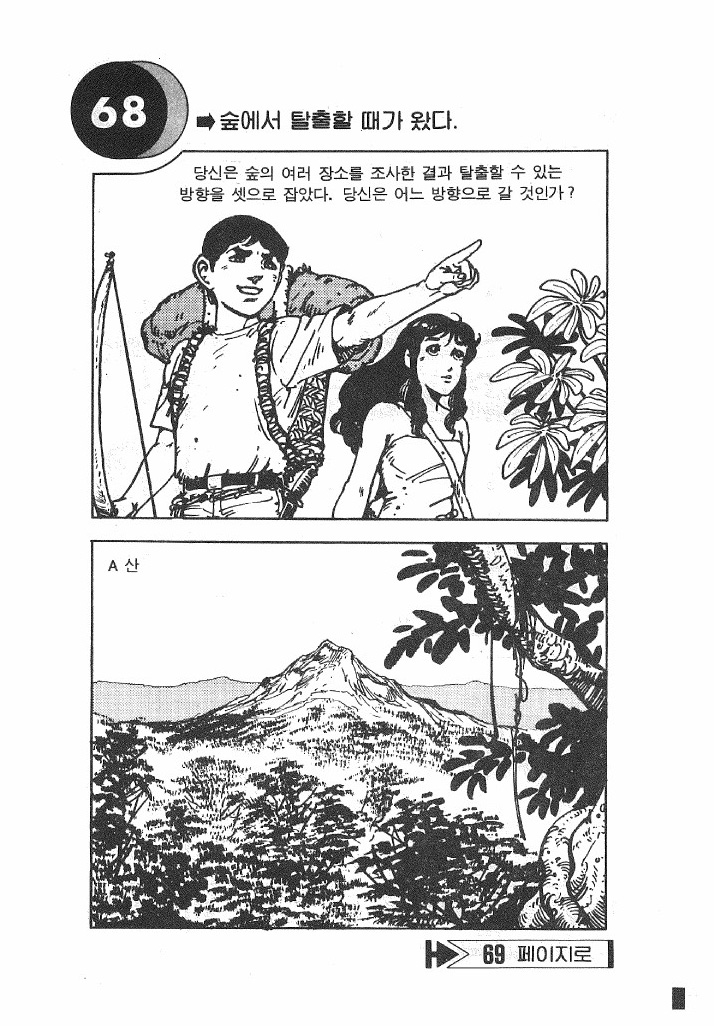 68
➡숲에서 탈출할 때가 왔다.
당신은 숲의 여러 장소를 조사한 결과 탈출할 수 있는
방향을 셋으로 잡았다. 당신은 어느 방향으로 갈 것인가?
A 산
69 페이지로